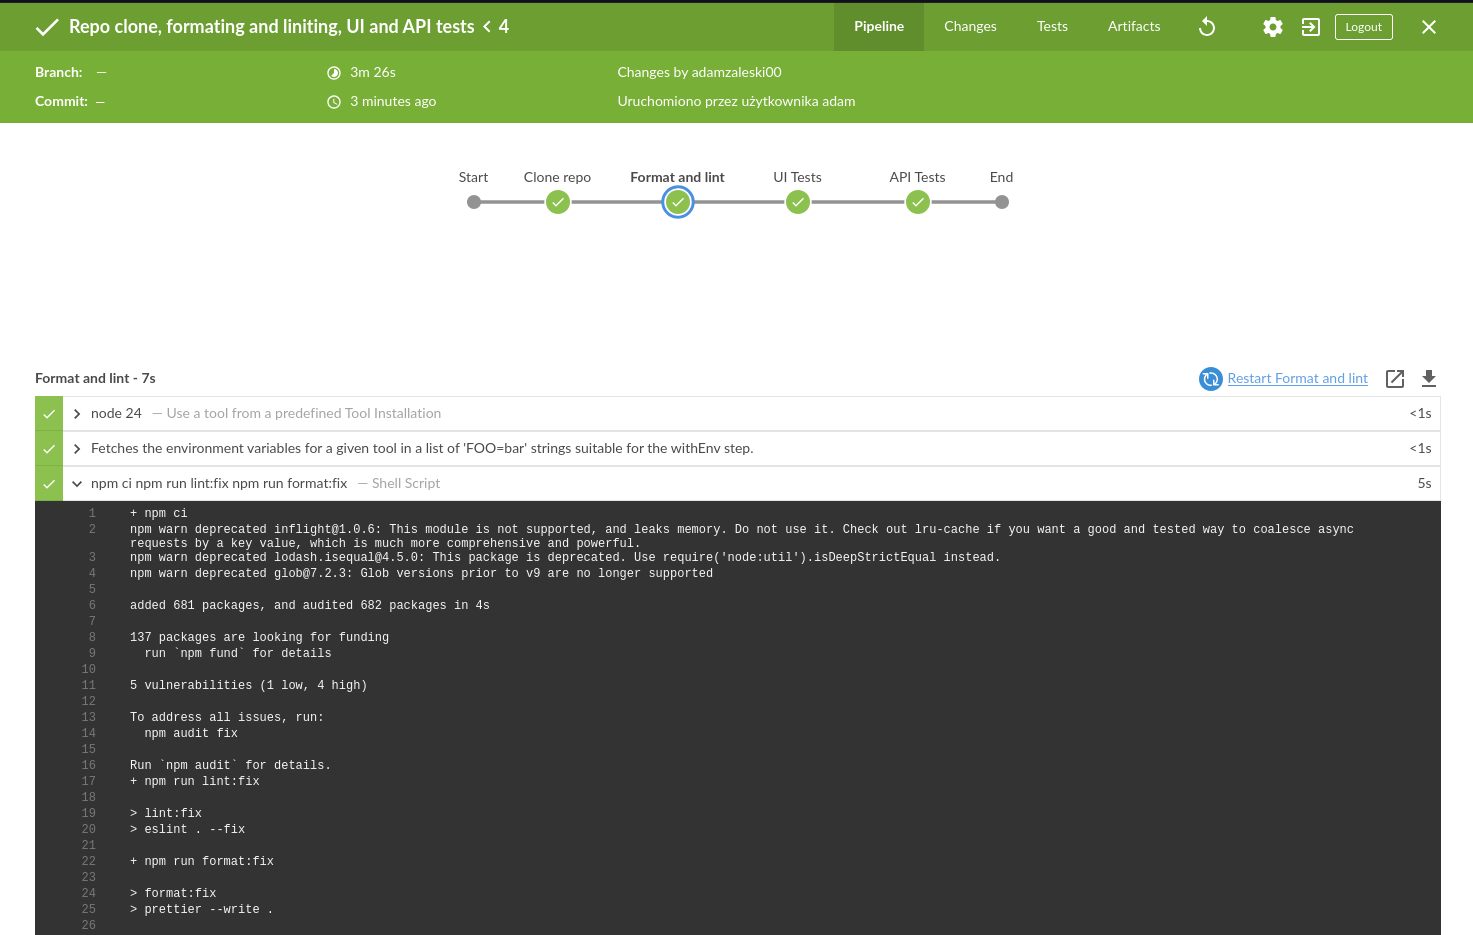 Repo clone, formating and liniting, UI and API tests < 4
Pipeline
Changes
Tests
Artifacts
Logout
Branch: —
3m 26s
Changes by adamzaleski00
Commit: —
3 minutes ago
Uruchomiono przez użytkownika adam
Start
Clone repo
Format and lint
UI Tests
API Tests
End
Format and lint - 7s
Restart Format and lint
node 24 — Use a tool from a predefined Tool Installation
<1s
Fetches the environment variables for a given tool in a list of 'FOO=bar' strings suitable for the withEnv step.
<1s
npm ci npm run lint:fix npm run format:fix — Shell Script
5s
1 + npm ci
2 npm warn deprecated inflight@1.0.6: This module is not supported, and leaks memory. Do not use it. Check out lru-cache if you want a good and tested way to coalesce async
requests by a key value, which is much more comprehensive and powerful.
3 npm warn deprecated lodash.isequal@4.5.0: This package is deprecated. Use require('node:util').isDeepStrictEqual instead.
4 npm warn deprecated glob@7.2.3: Glob versions prior to v9 are no longer supported
5
6 added 681 packages, and audited 682 packages in 4s
7
8 137 packages are looking for funding
9 run `npm fund` for details
10
11 5 vulnerabilities (1 low, 4 high)
12
13 To address all issues, run:
14 npm audit fix
15
16 Run `npm audit` for details.
17 + npm run lint:fix
18
19 > lint:fix
20 > eslint . --fix
21
22 + npm run format:fix
23
24 > format:fix
25 > prettier --write .
26